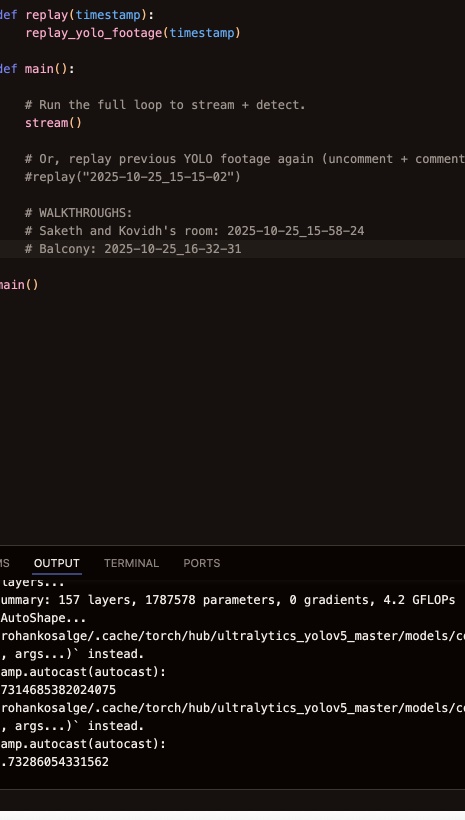 def replay(timestamp):
replay_yolo_footage(timestamp)
def main():
# Run the full loop to stream + detect.
stream()
# Or, replay previous YOLO footage again (uncomment + comment
#replay("2025-10-25_15-15-02")
# WALKTHROUGHS:
# Saketh and Kovidh's room: 2025-10-25_15-58-24
# Balcony: 2025-10-25_16-32-31
main()
MS OUTPUT TERMINAL PORTS
layers...
ummary: 157 layers, 1787578 parameters, 0 gradients, 4.2 GFLOPs
AutoShape...
rohankosalge/.cache/torch/hub/ultralytics_yolov5_master/models/co
, args...)` instead.
amp.autocast(autocast):
7314685382024075
rohankosalge/.cache/torch/hub/ultralytics_yolov5_master/models/co
, args...)` instead.
amp.autocast(autocast):
.73286054331562